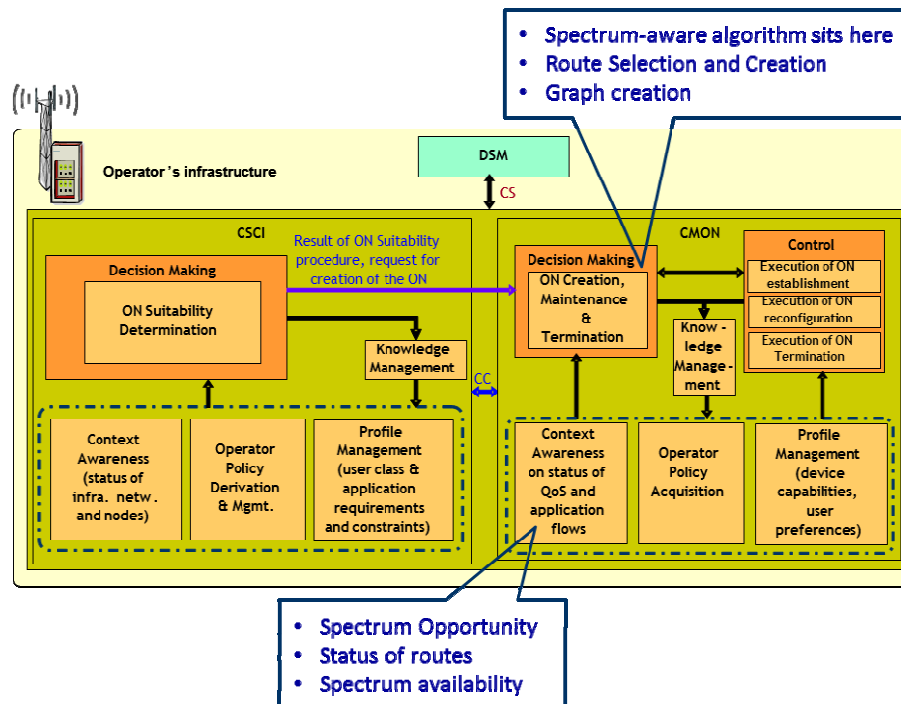 • Spectrum-aware algorithm sits here
• Route Selection and Creation
• Graph creation
Operator's infrastructure
DSM
CS
CSCI
CMON
Result of ON Suitability
procedure, request for
creation of the ON
Decision Making
ON Suitability
Determination
Knowledge
Management
CC
Decision Making
ON Creation,
Maintenance
&
Termination
Control
Execution of ON
establishment
Execution of ON
reconfiguration
Execution of ON
Termination
Know -
ledge
Manage -
ment
Context
Awareness
(status of
infra. netw.
and nodes)
Operator
Policy
Derivation
& Mgmt.
Profile
Management
(user class &
application
requirements
and constraints)
Context
Awareness
on status of
QoS and
application
flows
Operator
Policy
Acquisition
Profile
Management
(device
capabilities,
user
preferences)
• Spectrum Opportunity
• Status of routes
• Spectrum availability